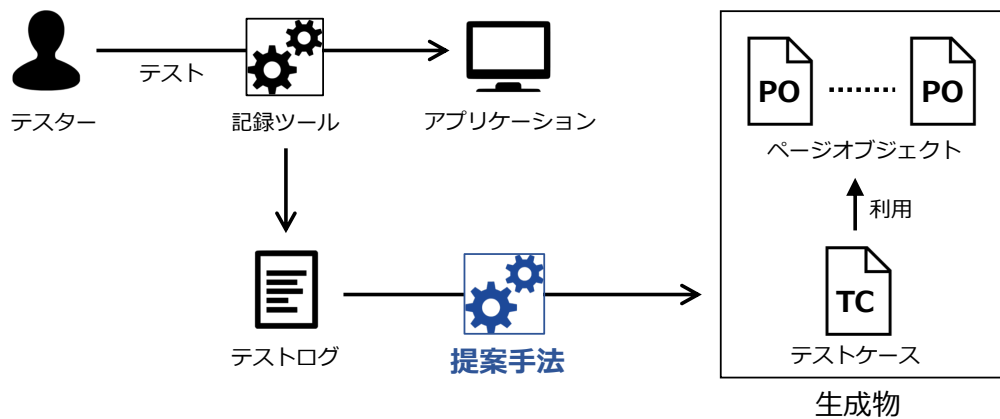 テスター
テスト
記録ツール
アプリケーション
テストログ
提案手法
PO ......... PO
ページオブジェクト
利用
TC
テストケース
生成物